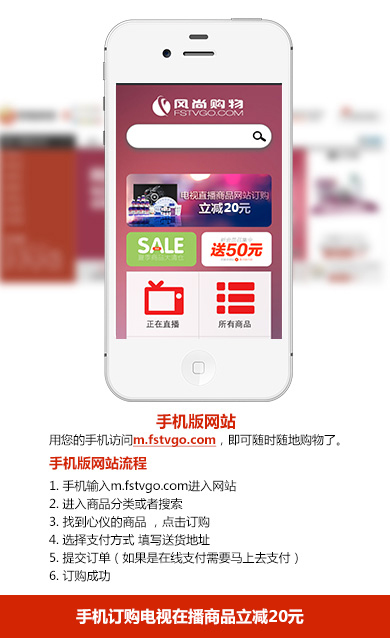 风尚购物
FSTVGO.COM
电视直播商品网站订购
立减20元
SALE
送50元
正在直播
所有商品
手机版网站
用您的手机访问m.fstvgo.com，即可随时随地购物了。
手机版网站流程
1. 手机输入m.fstvgo.com进入网站
2. 进入商品分类或者搜索
3. 找到心仪的商品 ，点击订购
4. 选择支付方式 填写送货地址
5. 提交订单（如果是在线支付需要马上去支付）
6. 订购成功
手机订购电视在播商品立减20元